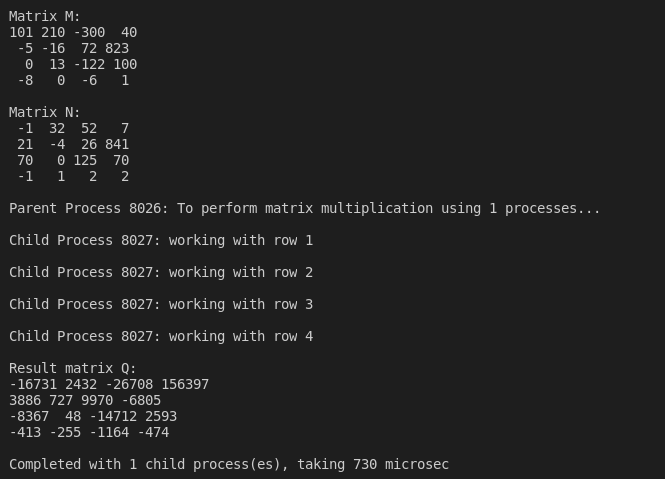 Matrix M:
101 210 -300  40
 -5 -16  72 823
  0  13 -122 100
 -8   0  -6   1
Matrix N:
 -1  32  52   7
 21  -4  26 841
 70   0 125  70
 -1   1   2   2
Parent Process 8026: To perform matrix multiplication using 1 processes...
Child Process 8027: working with row 1
Child Process 8027: working with row 2
Child Process 8027: working with row 3
Child Process 8027: working with row 4
Result matrix Q:
-16731 2432 -26708 156397
3886 727 9970 -6805
-8367  48 -14712 2593
-413 -255 -1164 -474
Completed with 1 child process(es), taking 730 microsec